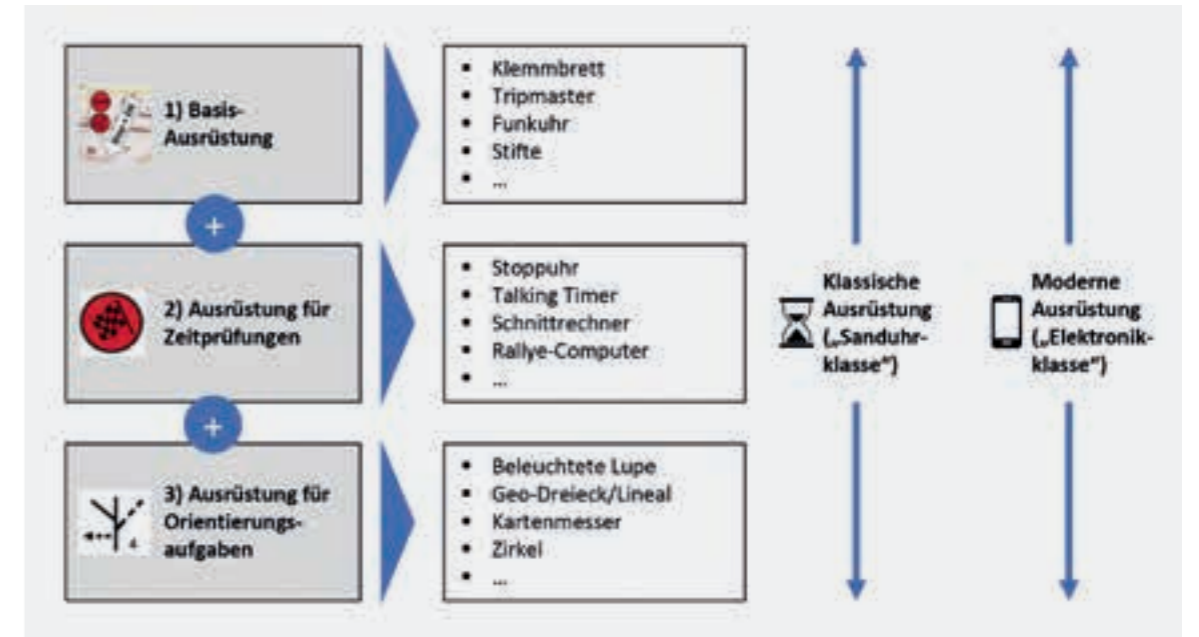 1) Basis-
Ausrüstung
▪ Klemmbrett
▪ Tripmaster
▪ Funkuhr
▪ Stifte
▪ ...
+
2) Ausrüstung für
Zeitprüfungen
▪ Stoppuhr
▪ Talking Timer
▪ Schnittrechner
▪ Rallye-Computer
▪ ...
+
3) Ausrüstung für
Orientierungs-
aufgaben
▪ Beleuchtete Lupe
▪ Geo-Dreieck/Lineal
▪ Kartenmesser
▪ Zirkel
▪ ...
Klassische
Ausrüstung
(„Sanduhr-
klasse“)
Moderne
Ausrüstung
(„Elektronik-
klasse“)